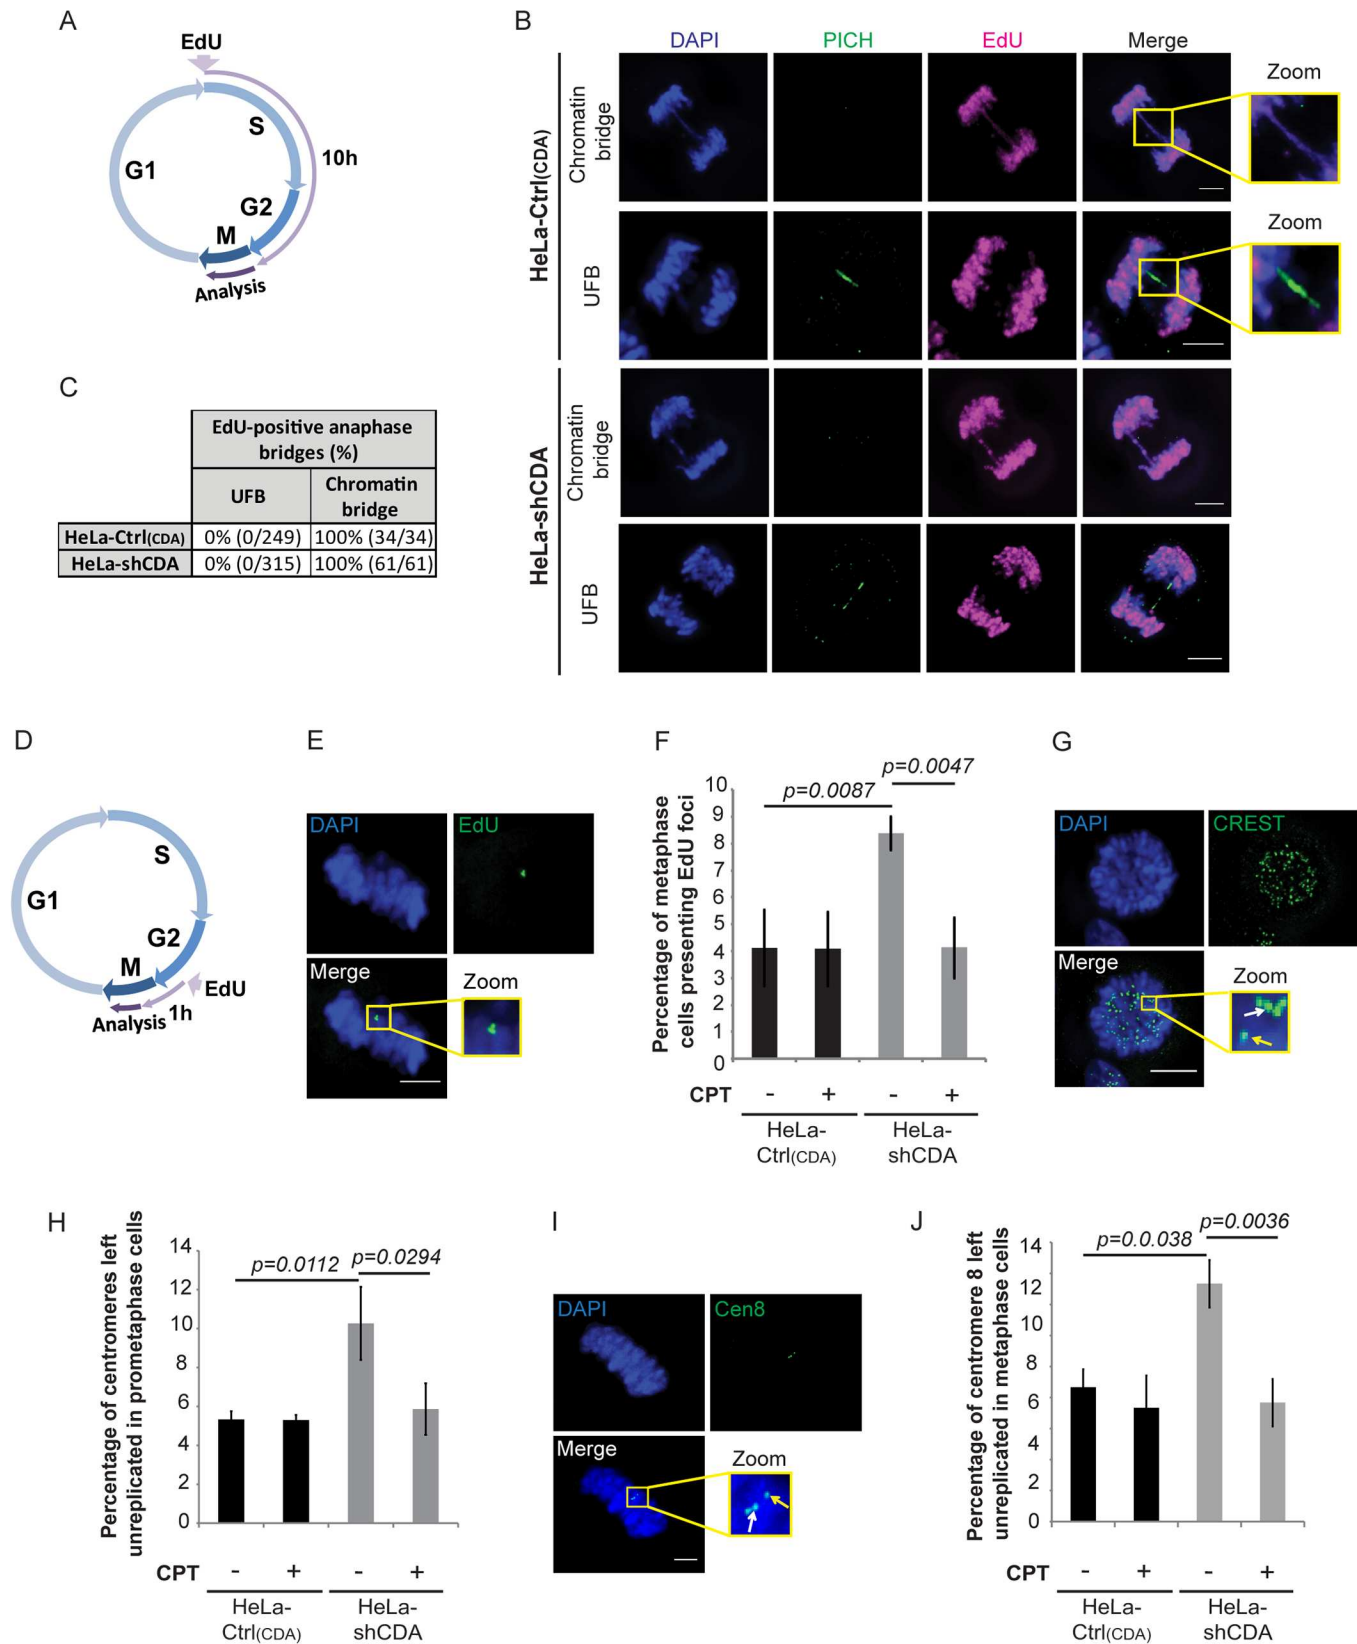 A
EdU
S
G1
10h
G2
M
Analysis
B
DAPI
PICH
EdU
Merge
HeLa-Ctrl(CDA)
Chromatin
bridge
Zoom
UFB
Zoom
HeLa-shCDA
Chromatin
bridge
UFB
C
EdU-positive anaphase
bridges (%)
UFB
Chromatin
bridge
HeLa-Ctrl(CDA) 0% (0/249) 100% (34/34)
HeLa-shCDA 0% (0/315) 100% (61/61)
D
S
G1
G2
M
EdU
Analysis
1h
E
DAPI
EdU
Merge
Zoom
F
Percentage of metaphase
cells presenting EdU foci
p=0.0087
p=0.0047
10
9
8
7
6
5
4
3
2
1
0
CPT - + - +
HeLa-
Ctrl(CDA)
HeLa-
shCDA
G
DAPI
CREST
Merge
Zoom
H
Percentage of centromeres left
unreplicated in prometaphase cells
p=0.0112
p=0.0294
14
12
10
8
6
4
2
0
CPT - + - +
HeLa-
Ctrl(CDA)
HeLa-
shCDA
I
DAPI
Cen8
Merge
Zoom
J
Percentage of centromere 8 left
unreplicated in metaphase cells
p=0.0.038
p=0.0036
14
12
10
8
6
4
2
0
CPT - + - +
HeLa-
Ctrl(CDA)
HeLa-
shCDA